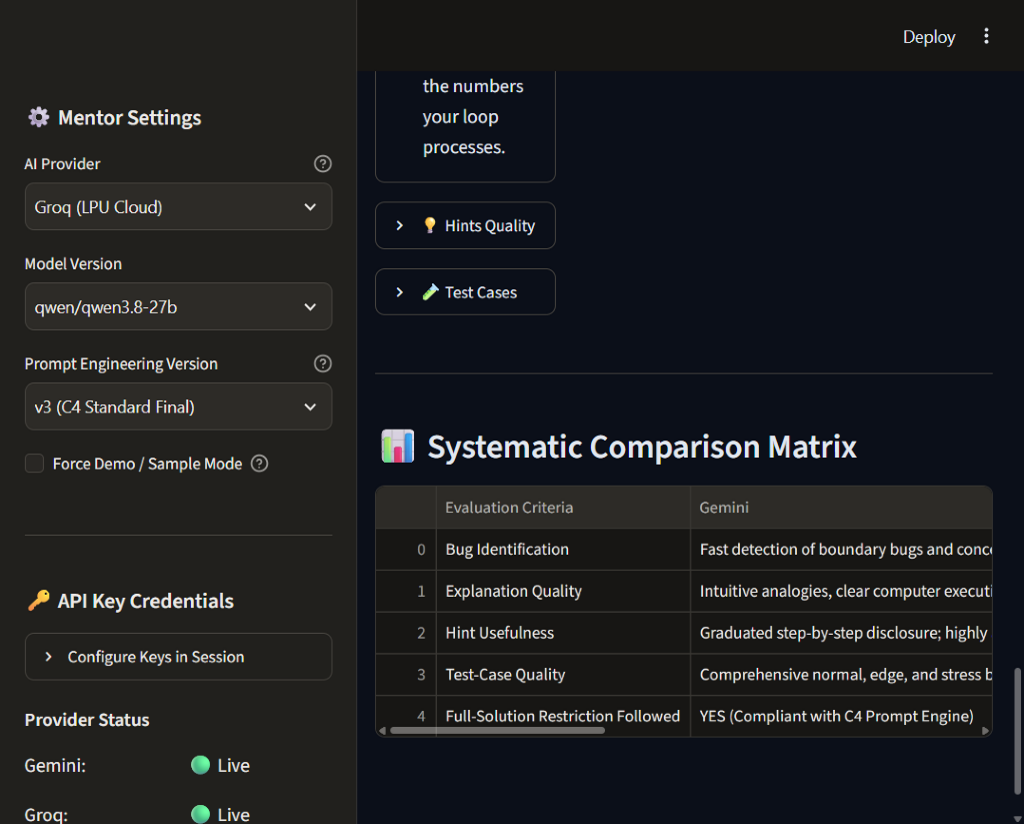 Deploy
Mentor Settings
AI Provider
Groq (LPU Cloud)
Model Version
qwen/qwen3.8-27b
Prompt Engineering Version
v3 (C4 Standard Final)
Force Demo / Sample Mode
API Key Credentials
Configure Keys in Session
Provider Status
Gemini: Live
Groq: Live
the numbers
your loop
processes.
Hints Quality
Test Cases
Systematic Comparison Matrix
Evaluation Criteria Gemini
0 Bug Identification Fast detection of boundary bugs and conc
1 Explanation Quality Intuitive analogies, clear computer executi
2 Hint Usefulness Graduated step-by-step disclosure; highly
3 Test-Case Quality Comprehensive normal, edge, and stress b
4 Full-Solution Restriction Followed YES (Compliant with C4 Prompt Engine)